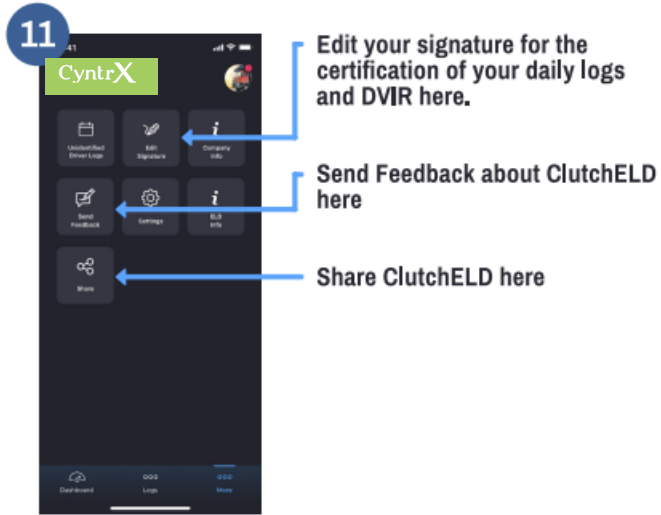 11
41
CyntrX
Edit your signature for the
certification of your daily logs
and DVIR here.
Unidentified
Driver Logs
Edit
Signature
Company
Info
Send Feedback about ClutchELD
here
Send
Feedback
Settings
ELD
Info
Share ClutchELD here
Share
Dashboard
Logs
More